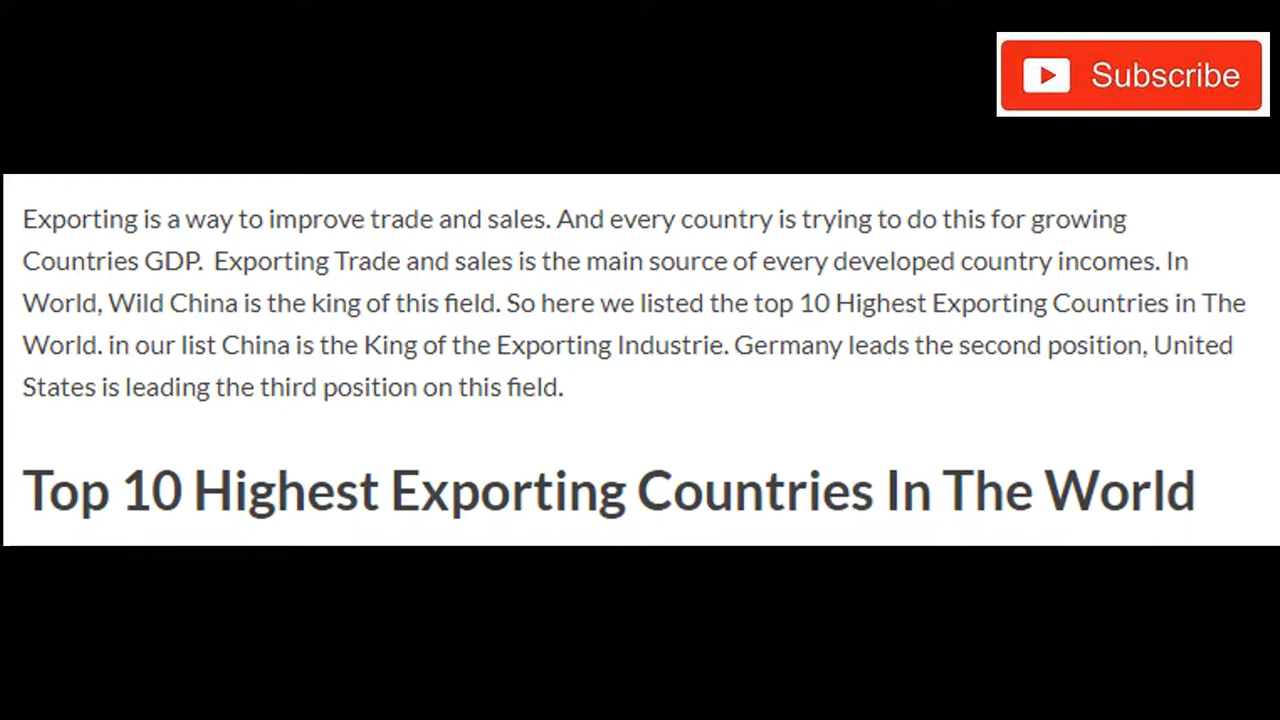 Subscribe
Exporting is a way to improve trade and sales. And every country is trying to do this for growing
Countries GDP. Exporting Trade and sales is the main source of every developed country incomes. In
World, Wild China is the king of this field. So here we listed the top 10 Highest Exporting Countries in The
World. in our list China is the King of the Exporting Industrie. Germany leads the second position, United
States is leading the third position on this field.
Top 10 Highest Exporting Countries In The World